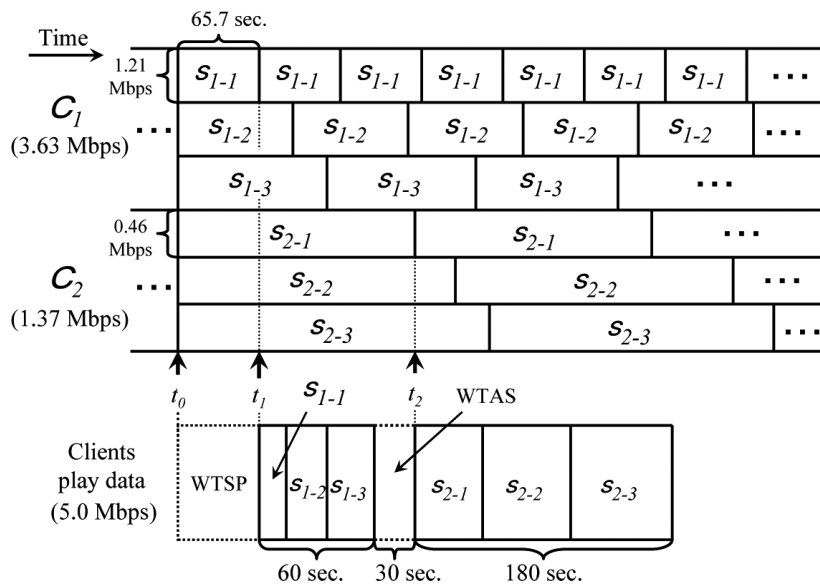 65.7 sec.
Time
1.21 Mbps
S1-1 S1-1 S1-1 S1-1 S1-1 S1-1 S1-1 ...
C1 (3.63 Mbps)
... S1-2 S1-2 S1-2 S1-2 S1-2 ...
S1-3 S1-3 S1-3 ...
0.46 Mbps
S2-1 S2-1 ...
C2 (1.37 Mbps)
... S2-2 S2-2 ...
S2-3 S2-3 ...
t0 t1 S1-1 t2 WTAS
Clients play data (5.0 Mbps)
WTSP S1-2 S1-3 S2-1 S2-2 S2-3
60 sec. 30 sec. 180 sec.